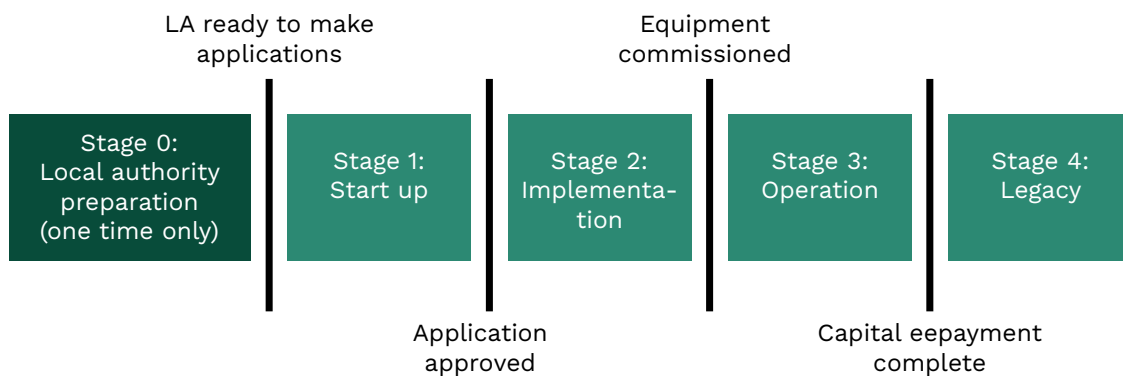 LA ready to make
applications
Equipment
commissioned
Stage 0:
Local authority
preparation
(one time only)
Stage 1:
Start up
Stage 2:
Implementa-
tion
Stage 3:
Operation
Stage 4:
Legacy
Application
approved
Capital eepayment
complete